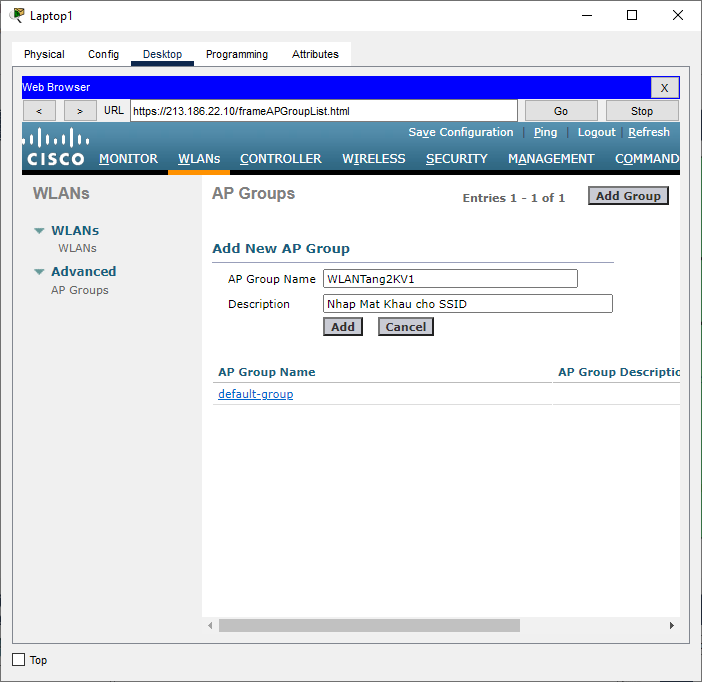 Laptop1
Physical Config Desktop Programming Attributes
Web Browser X
< > URL https://213.186.22.10/frameAPGroupList.html Go Stop
Save Configuration | Ping | Logout | Refresh
CISCO MONITOR WLANs CONTROLLER WIRELESS SECURITY MANAGEMENT COMMAND
WLANs AP Groups Entries 1 - 1 of 1 Add Group
WLANs
WLANs
Advanced
AP Groups
Add New AP Group
AP Group Name WLANTang2KV1
Description Nhap Mat Khau cho SSID
Add Cancel
AP Group Name AP Group Descriptio
default-group
Top